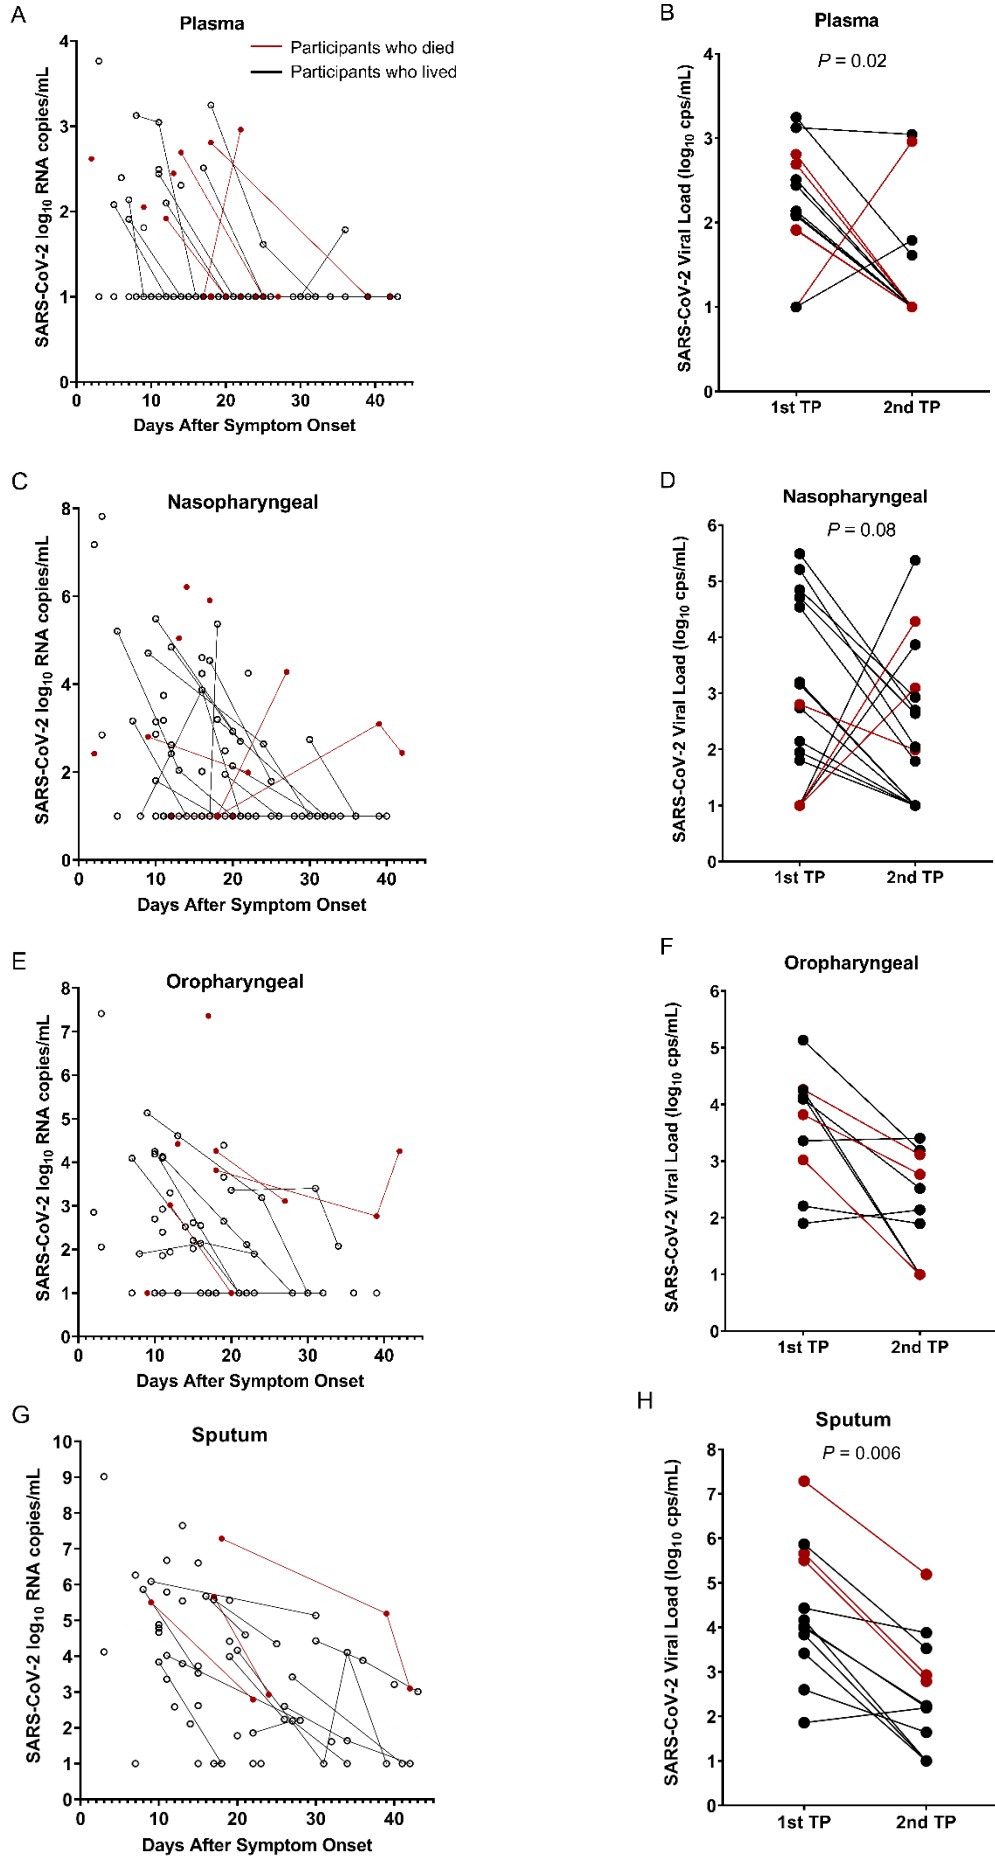 A
Plasma
Participants who died
Participants who lived
SARS-CoV-2 log10 RNA copies/mL
4
3
2
1
0
0 10 20 30 40
Days After Symptom Onset
B
Plasma
P = 0.02
SARS-CoV-2 Viral Load (log10 cps/mL)
4
3
2
1
0
1st TP 2nd TP
C
Nasopharyngeal
SARS-CoV-2 log10 RNA copies/mL
8
6
4
2
0
0 10 20 30 40
Days After Symptom Onset
D
Nasopharyngeal
P = 0.08
SARS-CoV-2 Viral Load (log10 cps/mL)
6
5
4
3
2
1
0
1st TP 2nd TP
E
Oropharyngeal
SARS-CoV-2 log10 RNA copies/mL
8
7
6
5
4
3
2
1
0
0 10 20 30 40
Days After Symptom Onset
F
Oropharyngeal
SARS-CoV-2 Viral Load (log10 cps/mL)
6
5
4
3
2
1
0
1st TP 2nd TP
G
Sputum
SARS-CoV-2 log10 RNA copies/mL
10
9
8
7
6
5
4
3
2
1
0
0 10 20 30 40
Days After Symptom Onset
H
Sputum
P = 0.006
SARS-CoV-2 Viral Load (log10 cps/mL)
8
7
6
5
4
3
2
1
0
1st TP 2nd TP